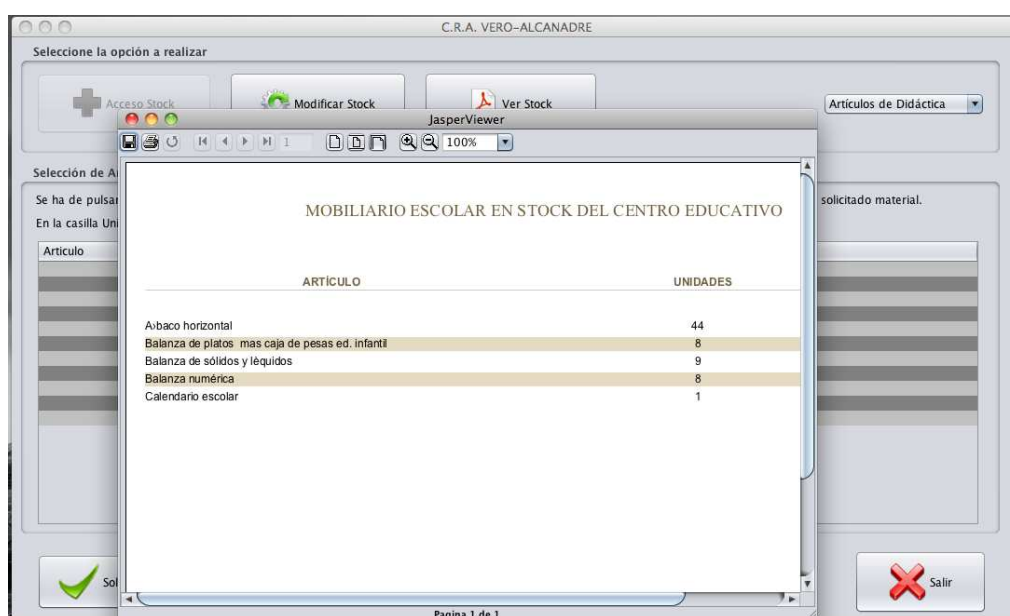 C.R.A. VERO-ALCANADRE
Seleccione la opción a realizar
Acceso Stock
Modificar Stock
Ver Stock
Artículos de Didáctica
JasperViewer
1
100%
Selección de A
Se ha de pulsar
solicitado material.
En la casilla Uni
Articulo
MOBILIARIO ESCOLAR EN STOCK DEL CENTRO EDUCATIVO
ARTÍCULO UNIDADES
A›baco horizontal 44
Balanza de platos mas caja de pesas ed. infantil 8
Balanza de sólidos y lèquidos 9
Balanza numérica 8
Calendario escolar 1
Sol
Salir
Pagina 1 de 1